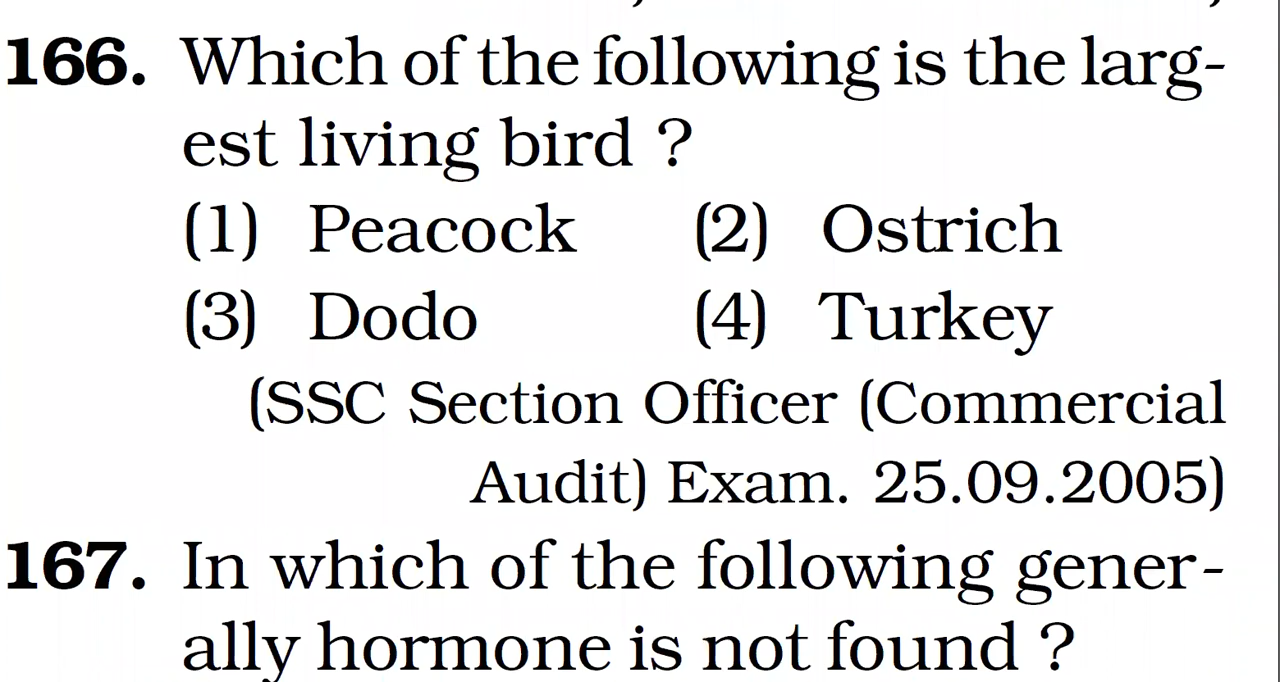 166. Which of the following is the larg-
est living bird ?
(1) Peacock (2) Ostrich
(3) Dodo (4) Turkey
(SSC Section Officer (Commercial
Audit) Exam. 25.09.2005)
167. In which of the following gener-
ally hormone is not found ?